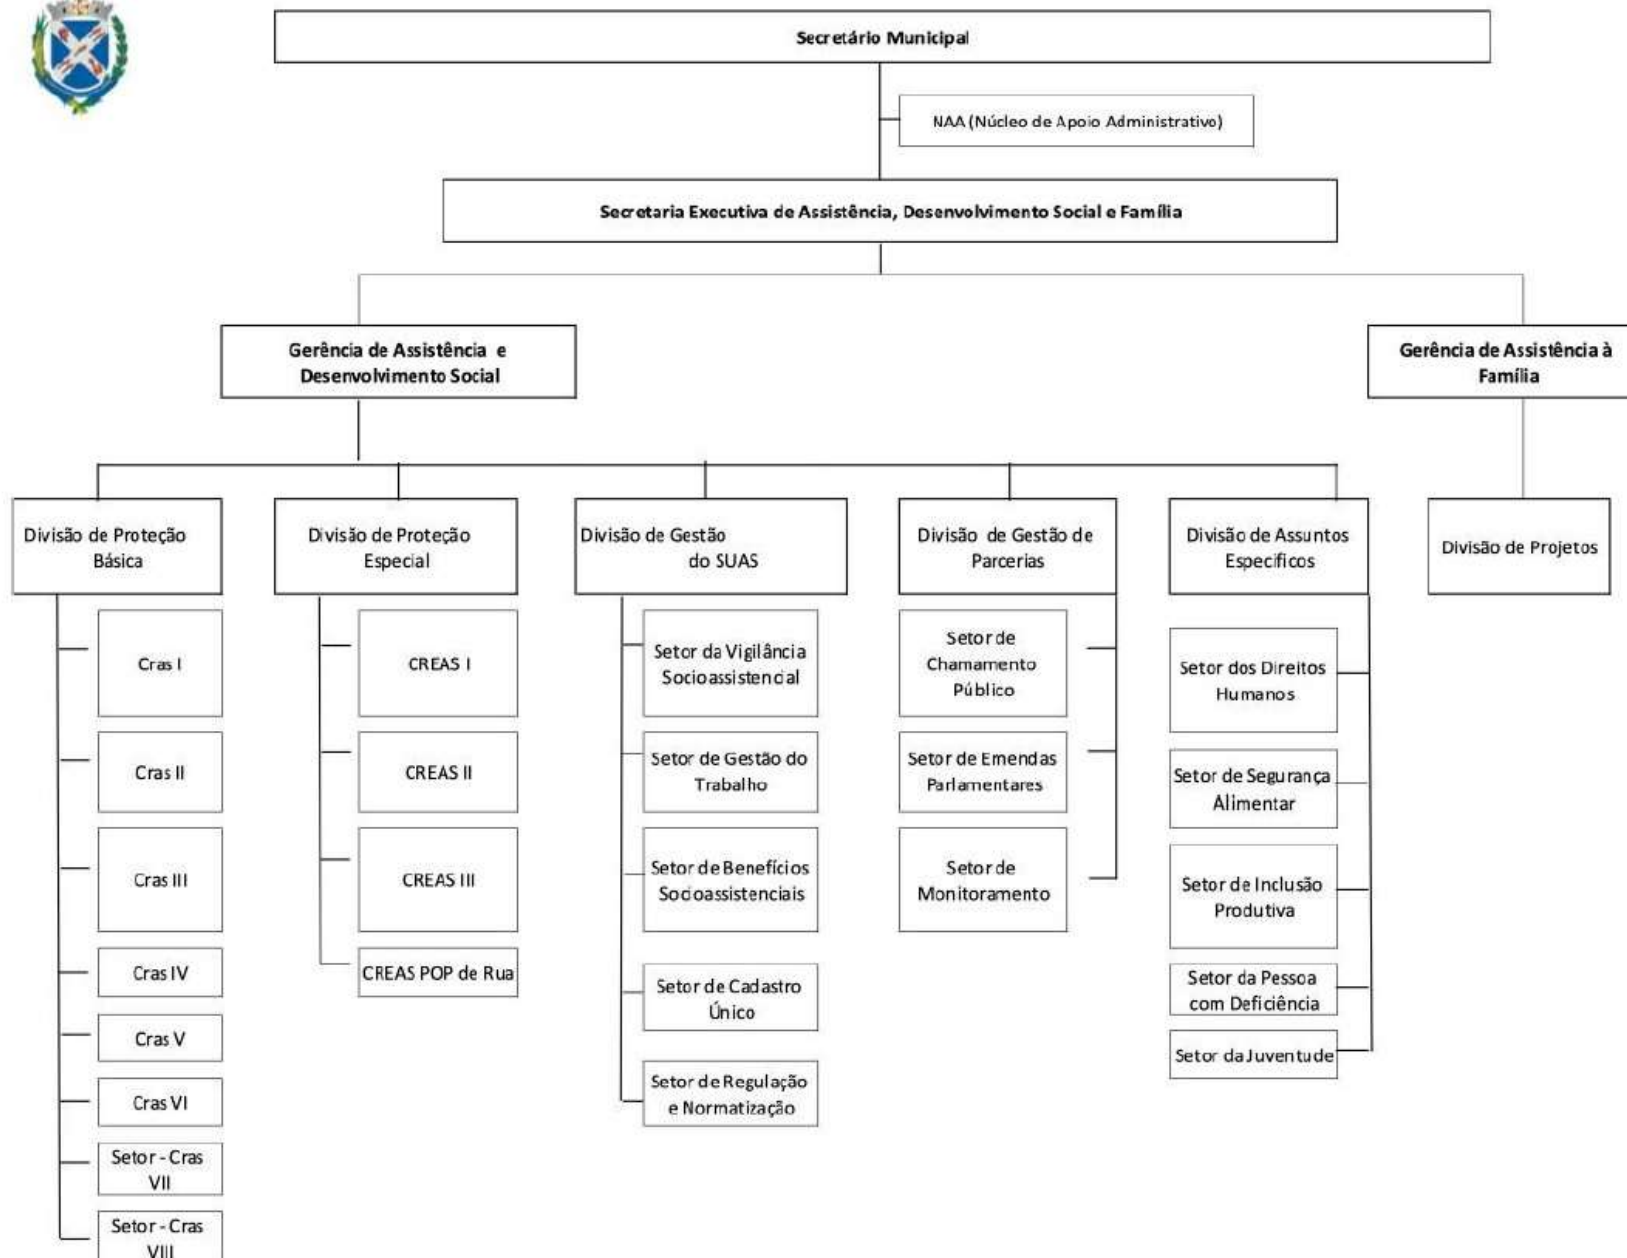 Secretário Municipal
NAA (Núcleo de Apoio Administrativo)
Secretaria Executiva de Assistência, Desenvolvimento Social e Família
Gerência de Assistência e
Desenvolvimento Social
Gerência de Assistência à
Família
Divisão de Proteção
Básica
Divisão de Proteção
Especial
Divisão de Gestão
do SUAS
Divisão de Gestão de
Parcerias
Divisão de Assuntos
Específicos
Divisão de Projetos
Cras I
Cras II
Cras III
Cras IV
Cras V
Cras VI
Setor - Cras
VII
Setor - Cras
VIII
CREAS I
CREAS II
CREAS III
CREAS POP de Rua
Setor da Vigilância
Socioassistencial
Setor de Gestão do
Trabalho
Setor de Benefícios
Socioassistenciais
Setor de Cadastro
Único
Setor de Regulação
e Normatização
Setor de
Chamamento
Público
Setor de Emendas
Parlamentares
Setor de
Monitoramento
Setor dos Direitos
Humanos
Setor de Segurança
Alimentar
Setor de Inclusão
Produtiva
Setor da Pessoa
com Deficiência
Setor da Juventude